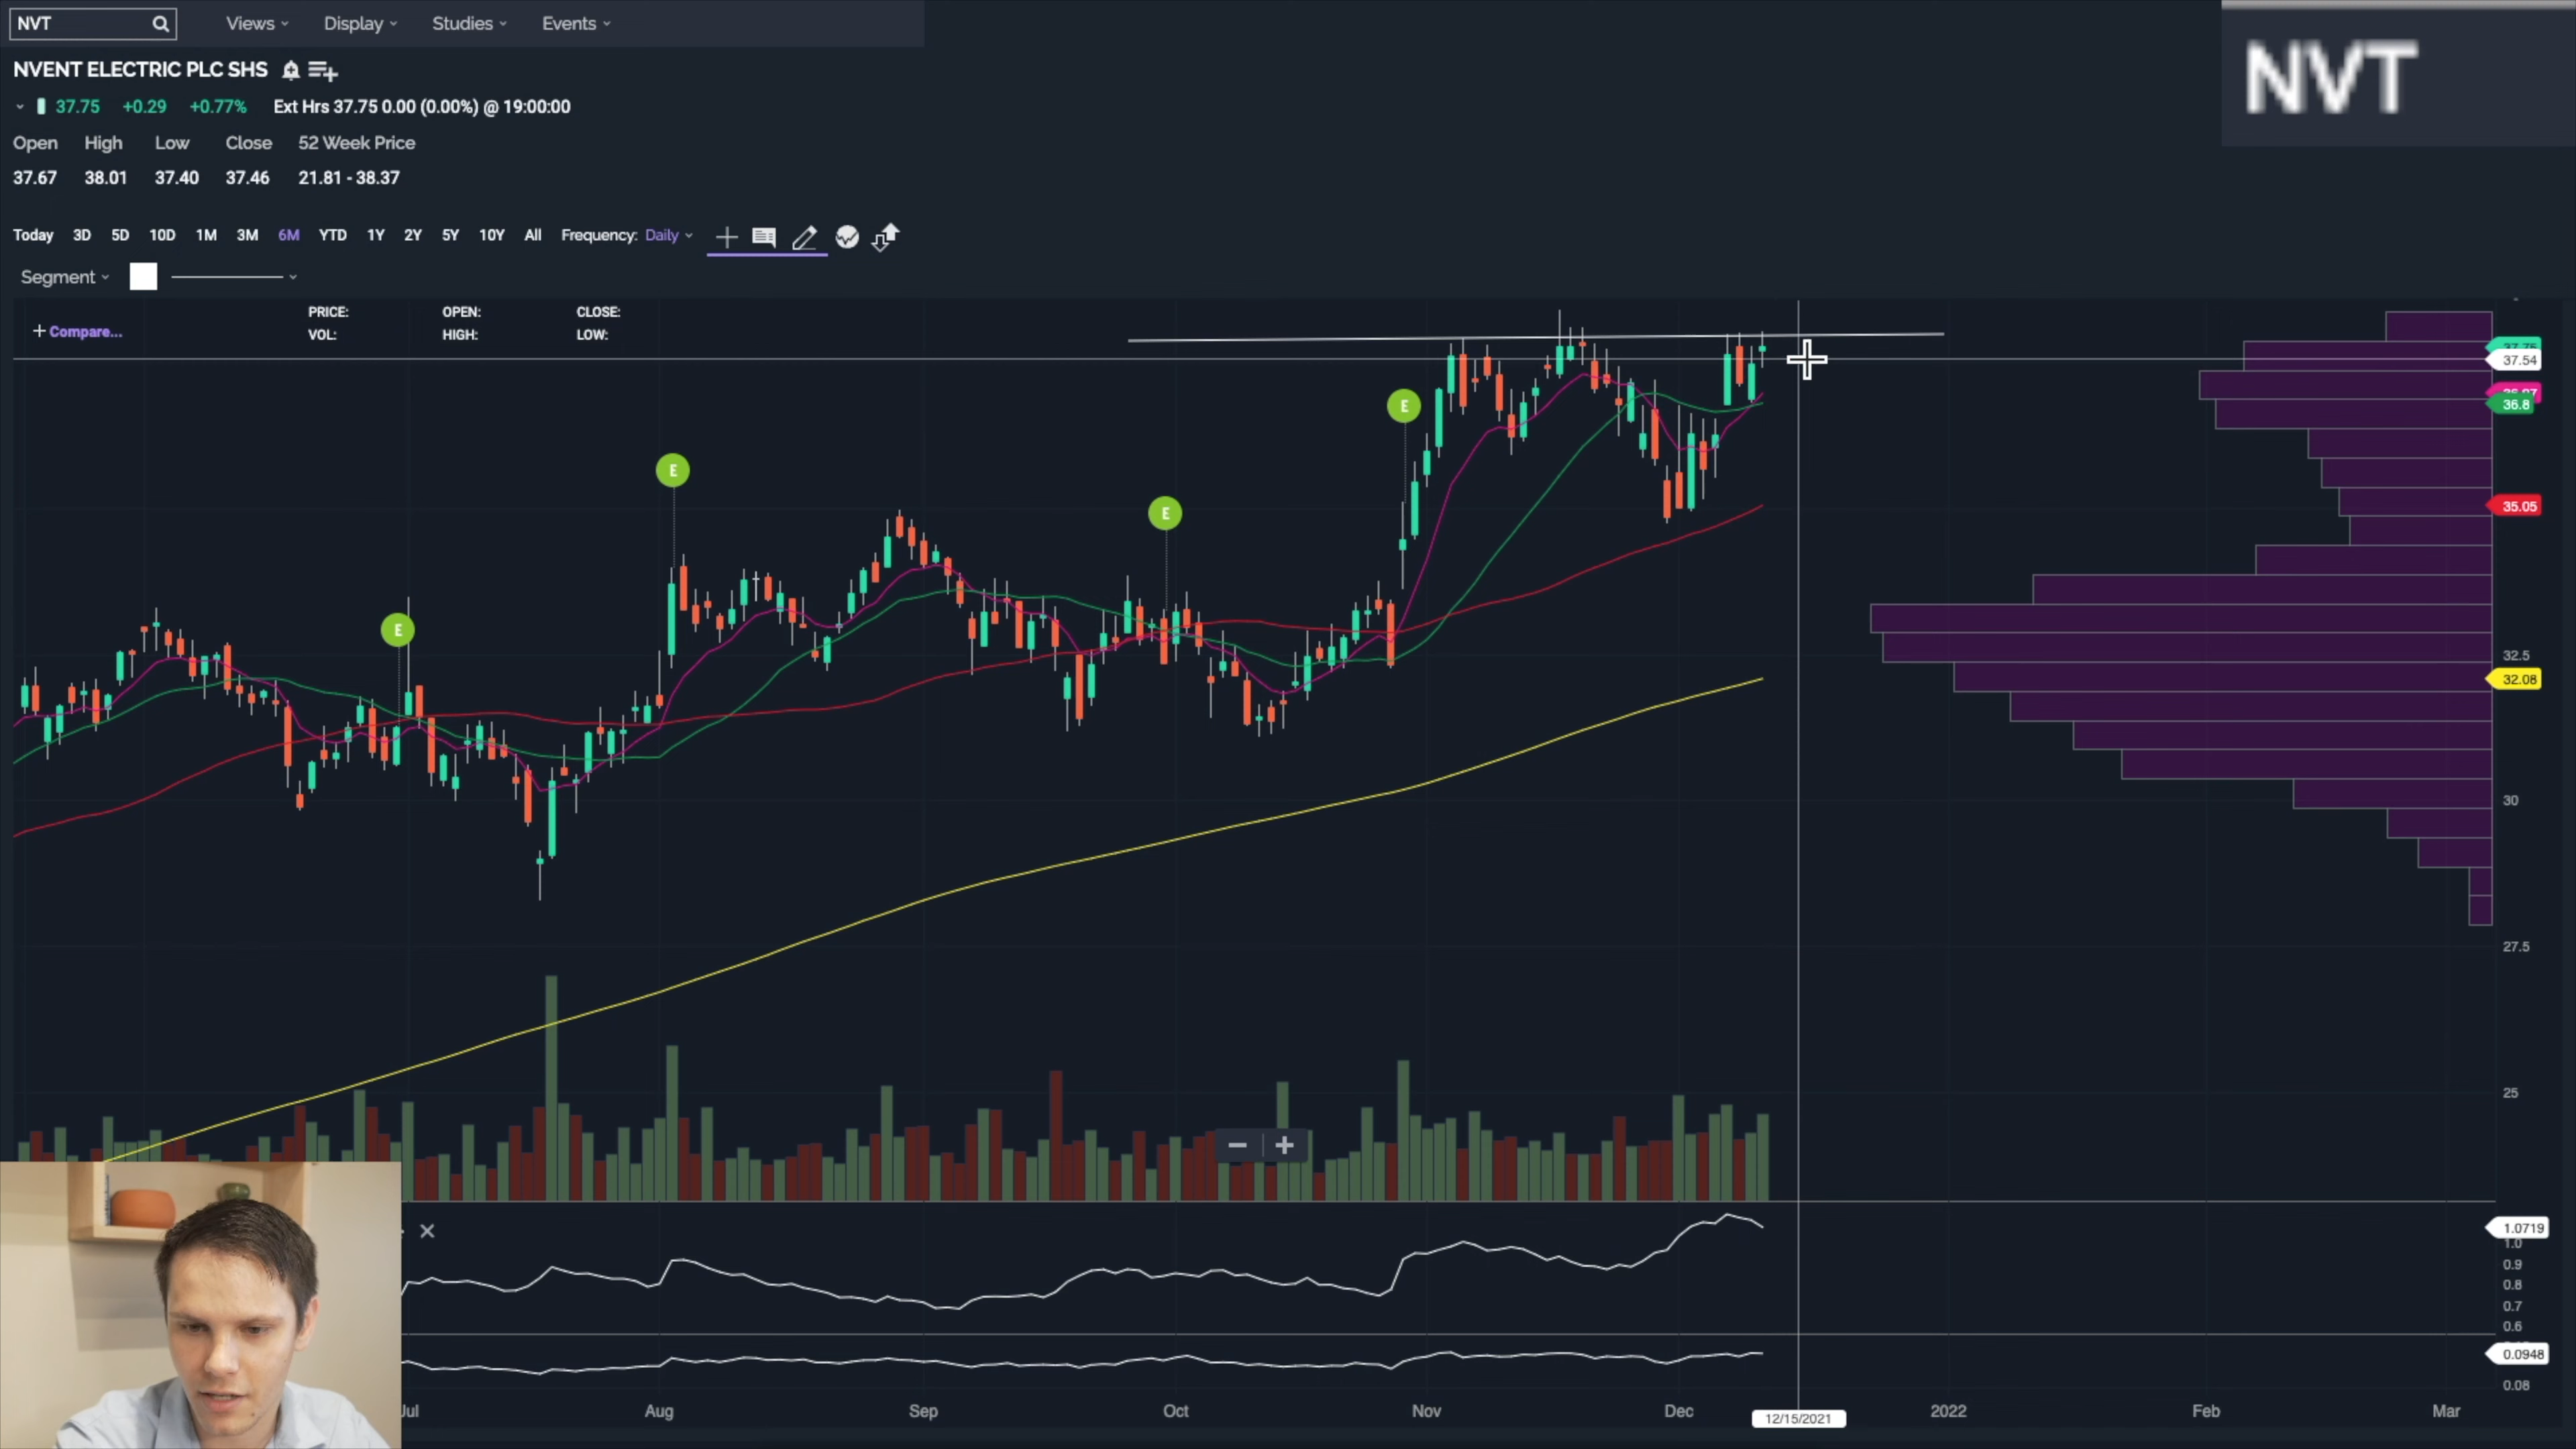 NVT
Views Display Studies Events
NVT
NVENT ELECTRIC PLC SHS
37.75 +0.29 +0.77% Ext Hrs 37.75 0.00 (0.00%) @ 19:00:00
Open High Low Close 52 Week Price
37.67 38.01 37.40 37.46 21.81 - 38.37
Today 3D 5D 10D 1M 3M 6M YTD 1Y 2Y 5Y 10Y All Frequency: Daily
Segment
+ Compare...
PRICE: OPEN: CLOSE:
VOL: HIGH: LOW:
37.54
36.8
35.05
32.5
32.08
30
27.5
25
E
E
E
E
1.0719
1.0
0.9
0.8
0.7
0.6
0.0948
0.08
Jul Aug Sep Oct Nov Dec 12/15/2021 2022 Feb Mar